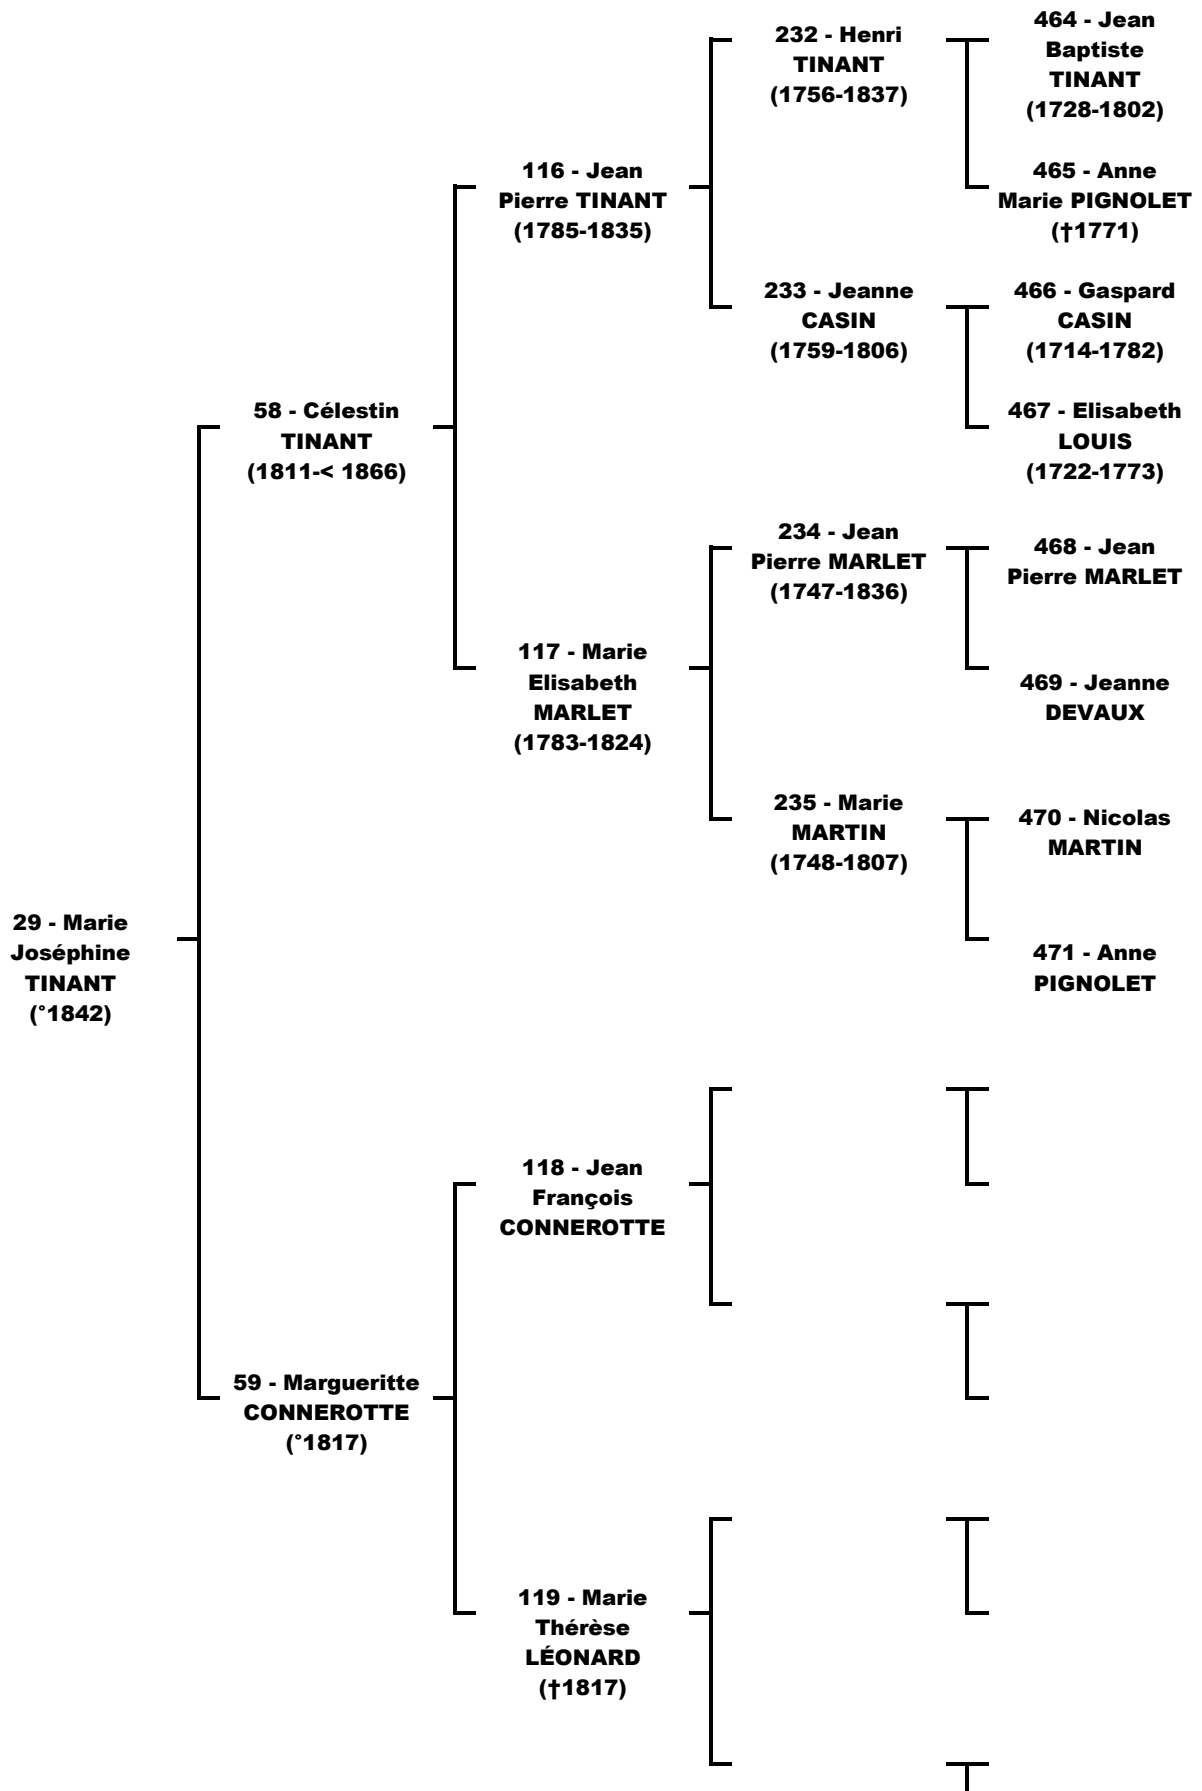 232 - Henri
TINANT
(1756-1837)
464 - Jean
Baptiste
TINANT
(1728-1802)
116 - Jean
Pierre TINANT
(1785-1835)
465 - Anne
Marie PIGNOLET
(†1771)
233 - Jeanne
CASIN
(1759-1806)
466 - Gaspard
CASIN
(1714-1782)
58 - Célestin
TINANT
(1811-< 1866)
467 - Elisabeth
LOUIS
(1722-1773)
234 - Jean
Pierre MARLET
(1747-1836)
468 - Jean
Pierre MARLET
117 - Marie
Elisabeth
MARLET
(1783-1824)
469 - Jeanne
DEVAUX
235 - Marie
MARTIN
(1748-1807)
470 - Nicolas
MARTIN
29 - Marie
Joséphine
TINANT
(°1842)
471 - Anne
PIGNOLET
118 - Jean
François
CONNEROTTE
59 - Margueritte
CONNEROTTE
(°1817)
119 - Marie
Thérèse
LÉONARD
(†1817)